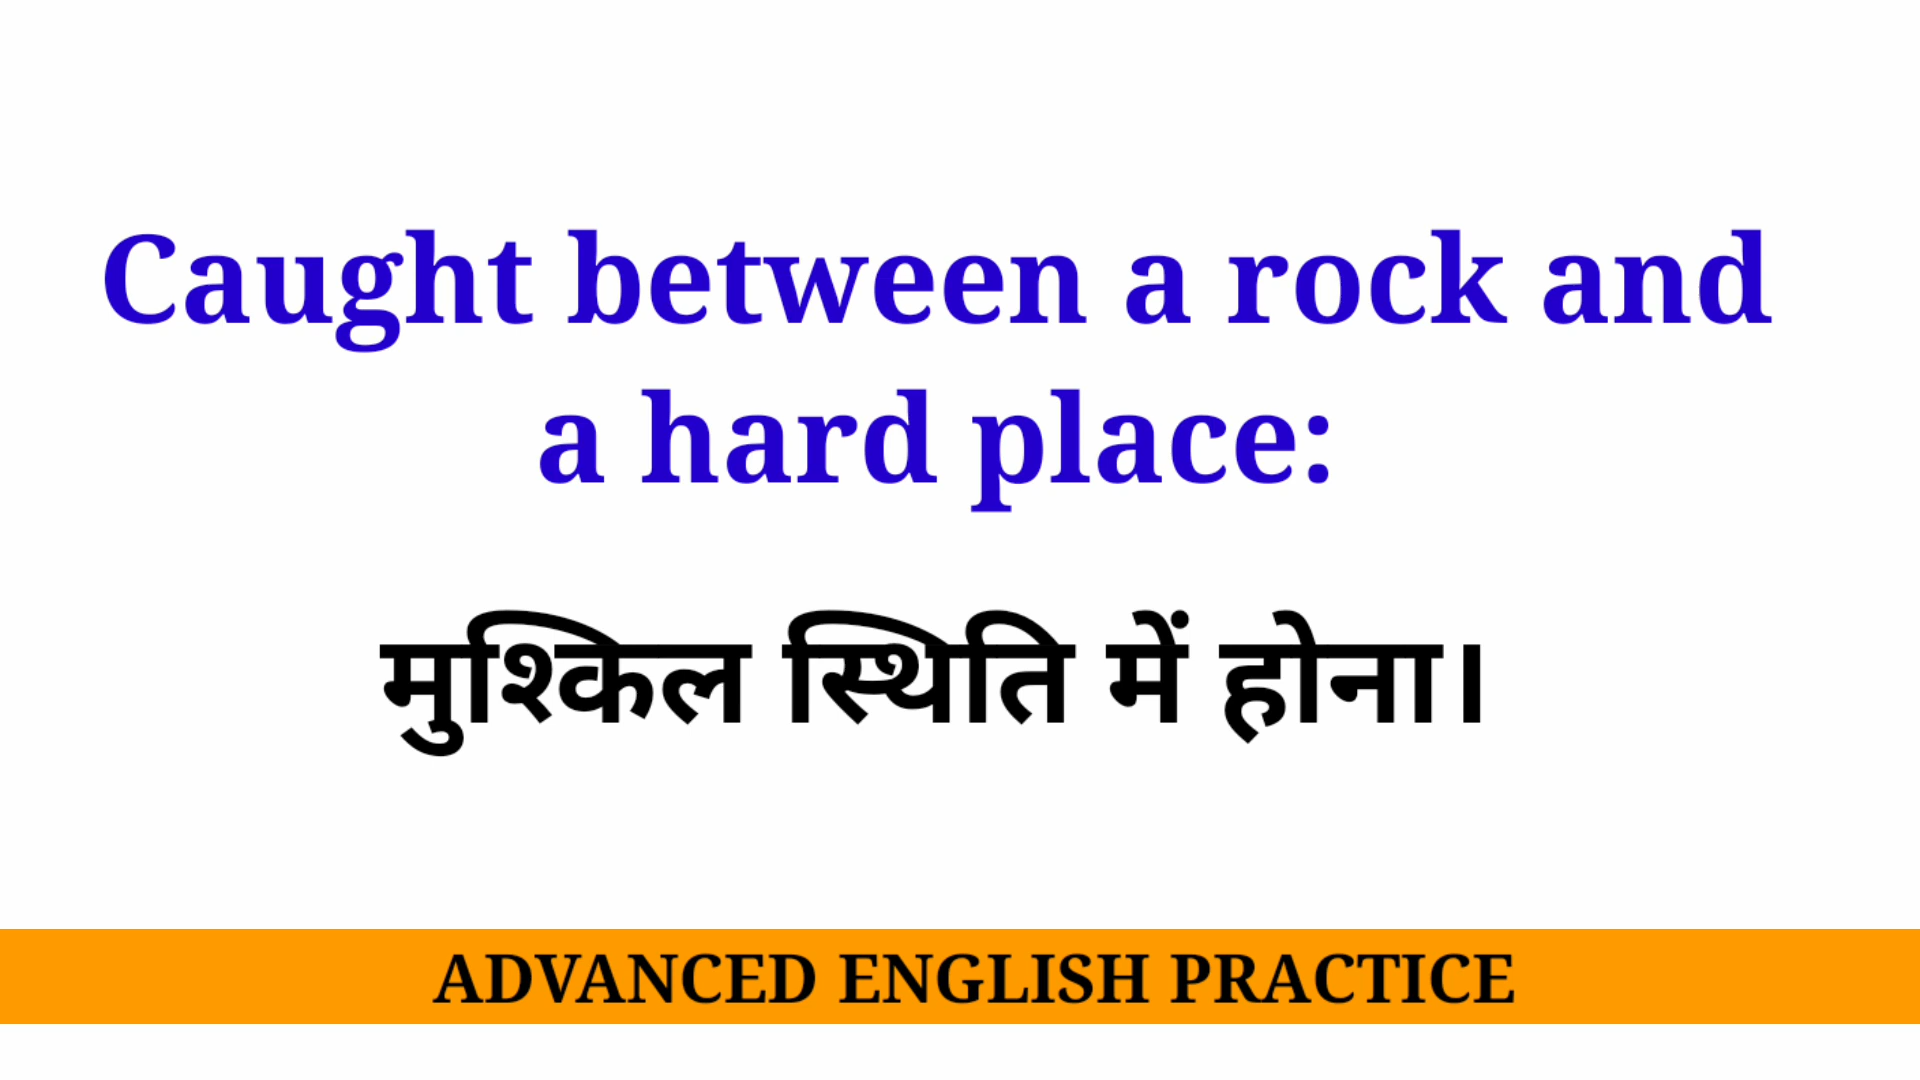 Caught between a rock and
a hard place:
मुश्किल स्थिति में होना।
ADVANCED ENGLISH PRACTICE